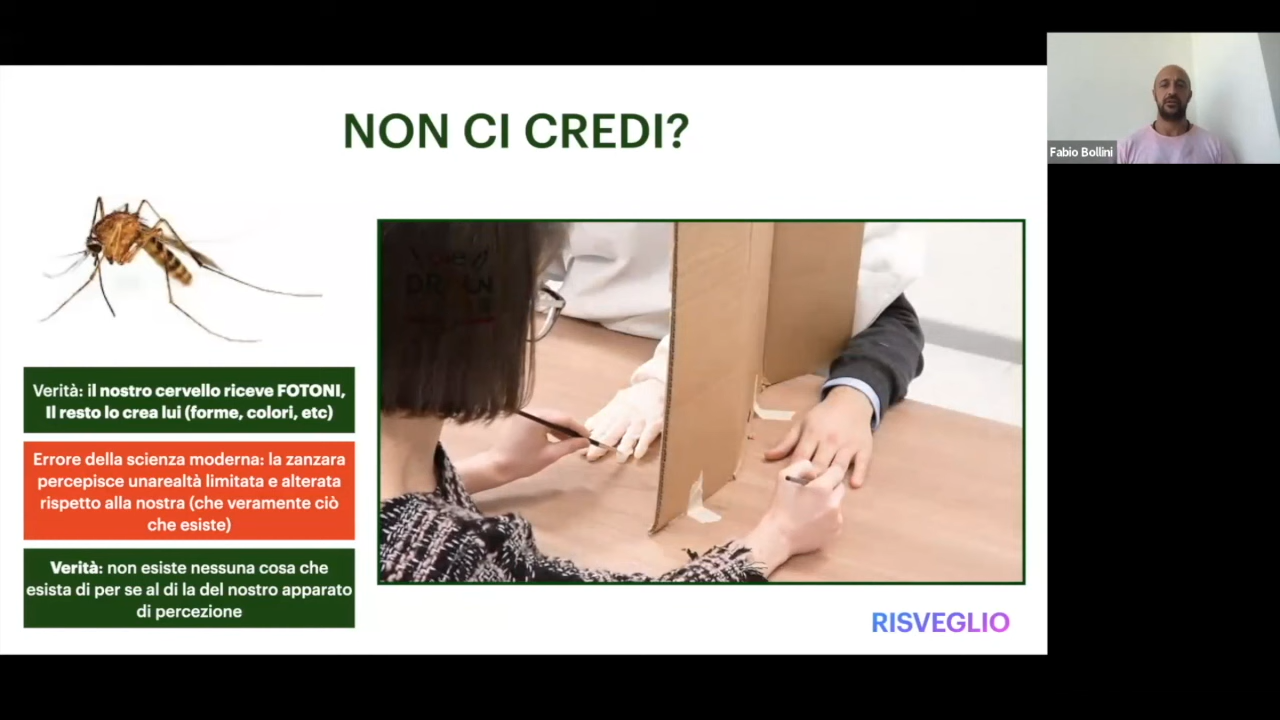 NON CI CREDI?
Fabio Bollini
Verità: il nostro cervello riceve FOTONI,
Il resto lo crea lui (forme, colori, etc)
Errore della scienza moderna: la zanzara
percepisce unarealtà limitata e alterata
rispetto alla nostra (che veramente ciò
che esiste)
Verità: non esiste nessuna cosa che
esista di per se al di la del nostro apparato
di percezione
RISVEGLIO